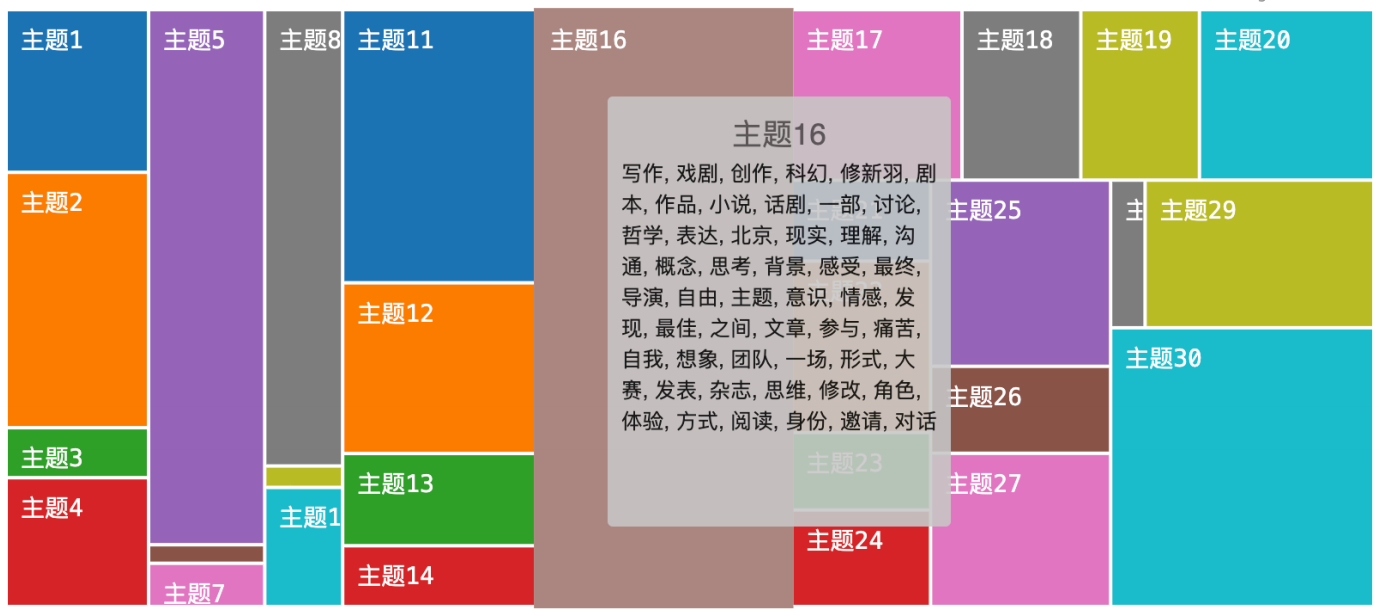 主题1
主题5
主题8
主题11
主题16
主题17
主题18
主题19
主题20
主题2
主题16
写作, 戏剧, 创作, 科幻, 修新羽, 剧
本, 作品, 小说, 话剧, 一部, 讨论,
哲学, 表达, 北京, 现实, 理解, 沟
通, 概念, 思考, 背景, 感受, 最终,
导演, 自由, 主题, 意识, 情感, 发
现, 最佳, 之间, 文章, 参与, 痛苦,
自我, 想象, 团队, 一场, 形式, 大
赛, 发表, 杂志, 思维, 修改, 角色,
体验, 方式, 阅读, 身份, 邀请, 对话
主题25
主
主题29
主题12
主题30
主题26
主题3
主题13
主题23
主题27
主题4
主题1
主题24
主题14
主题7